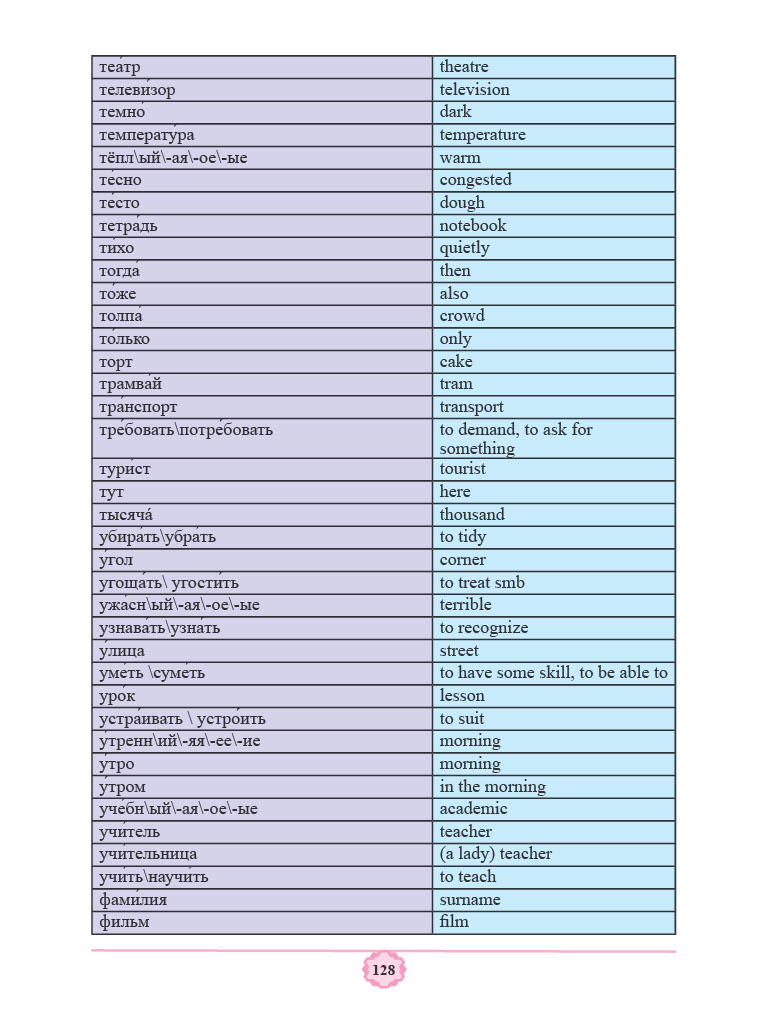 теа́тр theatre
телеви́зор television
темно́ dark
температу́ра temperature
тёпл\ый\-ая\-ое\-ые warm
те́сно congested
те́сто dough
тетра́дь notebook
ти́хо quietly
тогда́ then
то́же also
толпа́ crowd
то́лько only
торт cake
трамва́й tram
тра́нспорт transport
тре́бовать\потре́бовать to demand, to ask for
something
тури́ст tourist
тут here
тысячá thousand
убира́ть\убра́ть to tidy
у́гол corner
угоща́ть\ угости́ть to treat smb
ужа́сн\ый\-ая\-ое\-ые terrible
узнава́ть\узна́ть to recognize
у́лица street
уме́ть \суме́ть to have some skill, to be able to
уро́к lesson
устра́ивать \ устро́ить to suit
у́тренн\ий\-яя\-ее\-ие morning
у́тро morning
у́тром in the morning
уче́бн\ый\-ая\-ое\-ые academic
учи́тель teacher
учи́тельница (a lady) teacher
учи́ть\научи́ть to teach
фами́лия surname
фильм film
128